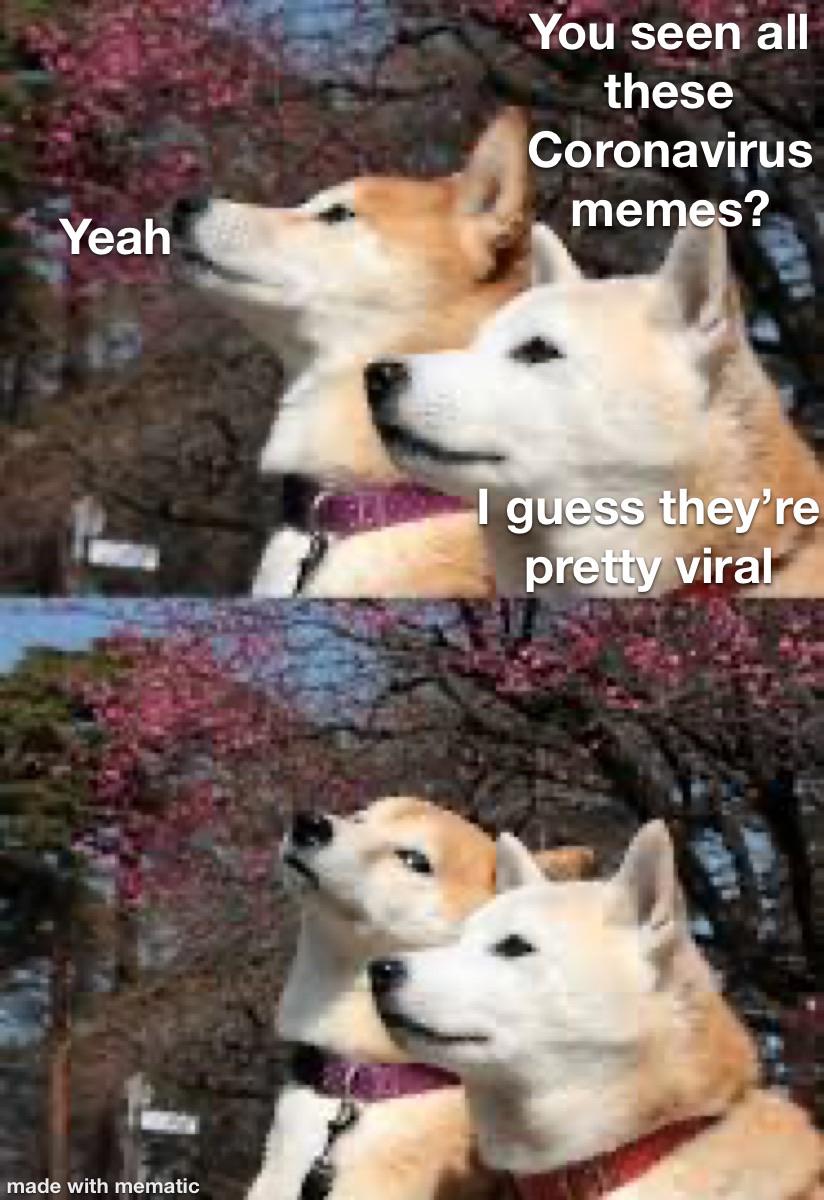 You seen all
these
Coronavirus
memes?
Yeah
I guess they’re
pretty viral
made with mematic